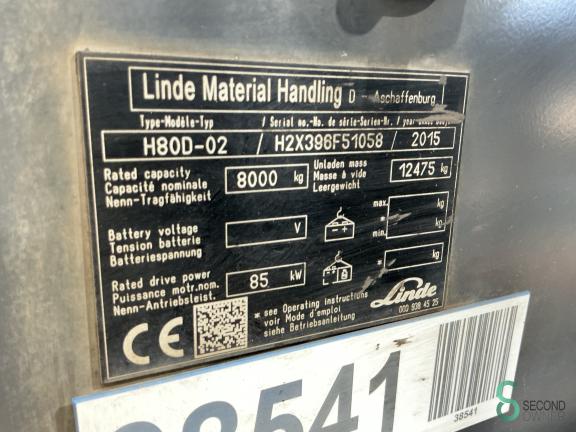 Linde Material Handling D - Aschaffenburg
Type-Modèle-Typ / Serial no.-No. de série-Serien-Nr. / year
H80D-02 / H2X396F51058 / 2015
Rated capacity
Capacité nominale
Nenn-Tragfähigkeit
8000 kg
Unladen mass
Masse à vide
Leergewicht
12475 kg
Battery voltage
Tension batterie
Batteriespannung
V
max. kg
*
min. kg
Rated drive power
Puissance motr.nom.
Nenn-Antriebsleist.
85 kW
* kg
* see Operating instructions
voir Mode d'emploi
siehe Betriebsanleitung
Linde
000 938 45 25
CE
38541
38541
SECOND